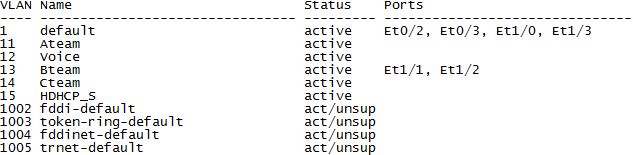 VLAN Name                             Status    Ports
---- -------------------------------- --------- -------------------------------
1    default                          active    Et0/2, Et0/3, Et1/0, Et1/3
11   Ateam                            active
12   Voice                            active
13   Bteam                            active    Et1/1, Et1/2
14   Cteam                            active
15   HDHCP_S                          active
1002 fddi-default                     act/unsup
1003 token-ring-default               act/unsup
1004 fddinet-default                  act/unsup
1005 trnet-default                    act/unsup